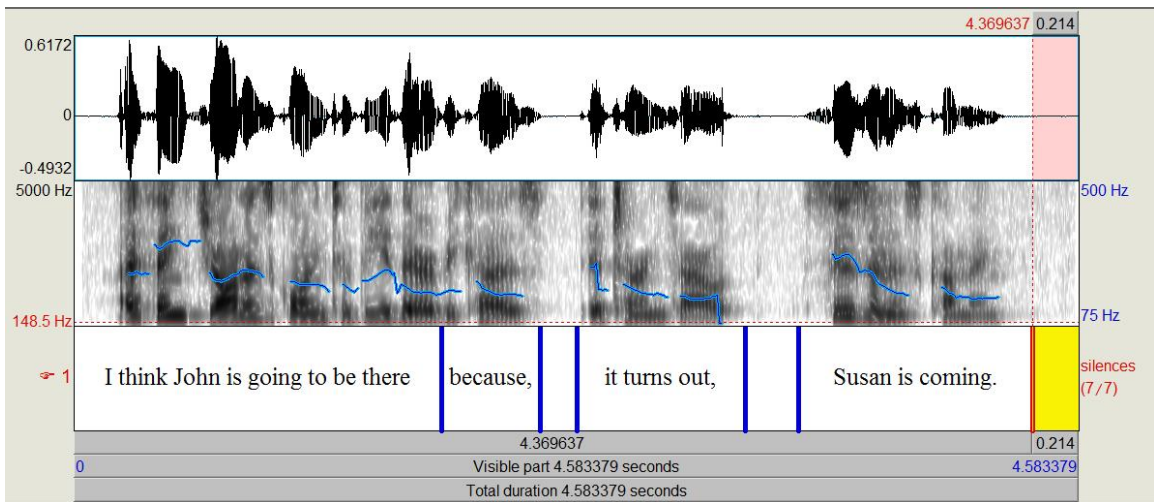 4.369637 0.214
0.6172
0
-0.4932
5000 Hz 500 Hz
148.5 Hz 75 Hz
☞ 1 I think John is going to be there because, it turns out, Susan is coming. silences
(7/7)
4.369637 0.214
0 Visible part 4.583379 seconds 4.583379
Total duration 4.583379 seconds